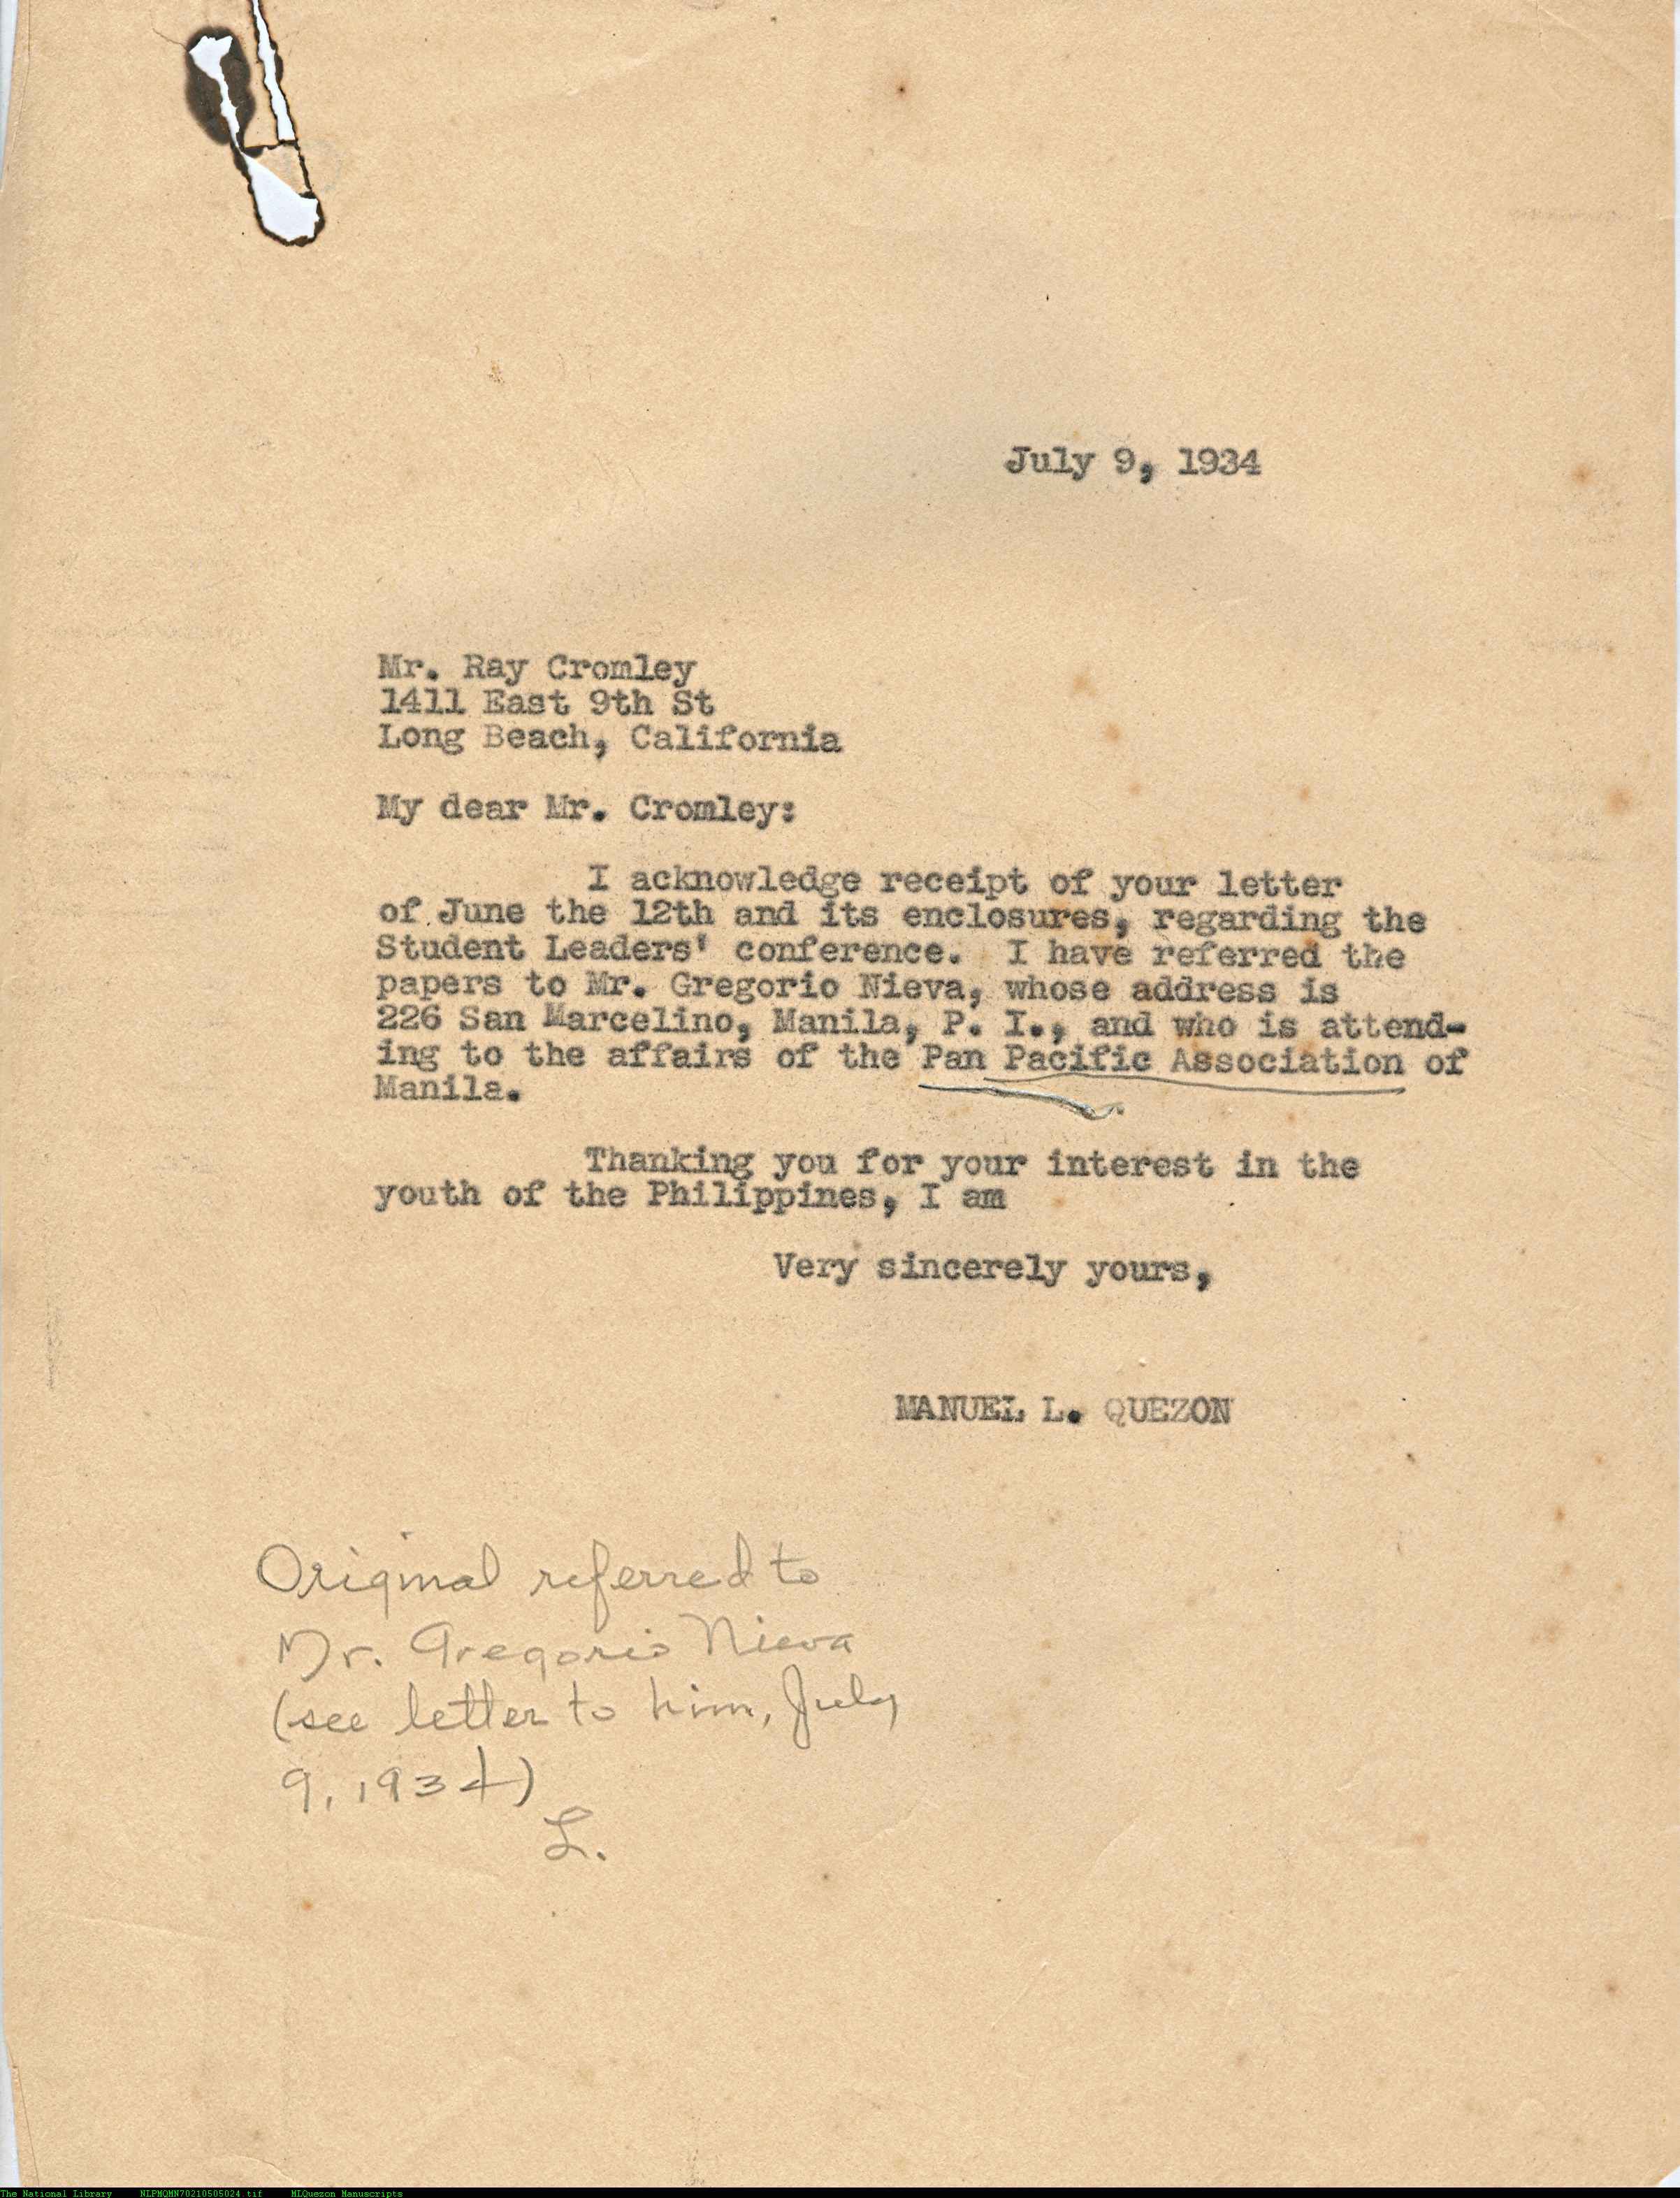 July 9, 1934
Mr. Ray Cromley
1411 East 9th St
Long Beach, California
My dear Mr. Cromley:
I acknowledge receipt of your letter
of June the 12th and its enclosures, regarding the
Student Leaders' conference. I have referred the
papers to Mr. Gregorio Nieva, whose address is
226 San Marcelino, Manila, P. I., and who is attend-
ing to the affairs of the Pan Pacific Association of
Manila.
Thanking you for your interest in the
youth of the Philippines, I am
Very sincerely yours,
MANUEL L. QUEZON
Original referred to
Mr. Gregorio Nieva
(see letter to him, July
9, 1934)
L.
The National Library NLPMQMN70210505024.tif MLQuezon Manuscripts